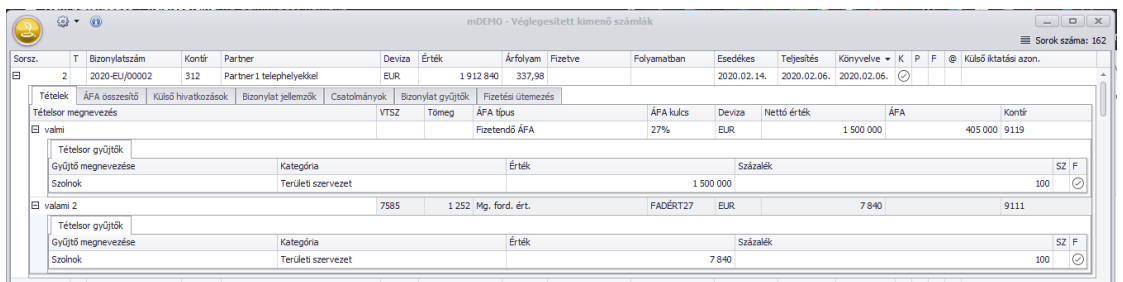 mDEMO - Véglegesített kimenő számlák
Sorok száma: 162
Sorsz. T Bizonylatszám Kontír Partner Deviza Érték Árfolyam Fizetve Folyamatban Esedékes Teljesítés Könyvelve K P F @ Külső iktatási azon.
2 2020-EU/00002 312 Partner1 telephelyekkel EUR 1 912 840 337,98 2020.02.14. 2020.02.06. 2020.02.06.
Tételek ÁFA összesítő Külső hivatkozások Bizonylat jellemzők Csatolmányok Bizonylat gyűjtők Fizetési ütemezés
Tételsor megnevezés VTSZ Tömeg ÁFA típus ÁFA kulcs Deviza Nettó érték ÁFA Kontír
valmi Fizetendő ÁFA 27% EUR 1 500 000 405 000 9119
Tételsor gyűjtők
Gyűjtő megnevezése Kategória Érték Százalék SZ F
Szolnok Területi szervezet 1 500 000 100
valami 2 7585 1 252 Mg. ford. ért. FADÉRT27 EUR 7 840 9111
Tételsor gyűjtők
Gyűjtő megnevezése Kategória Érték Százalék SZ F
Szolnok Területi szervezet 7 840 100